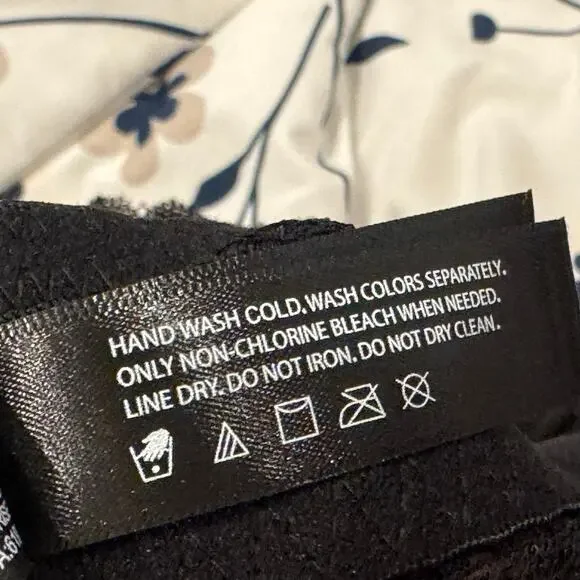 HAND WASH COLD. WASH COLORS SEPARATELY.
ONLY NON-CHLORINE BLEACH WHEN NEEDED.
LINE DRY. DO NOT IRON. DO NOT DRY CLEAN.